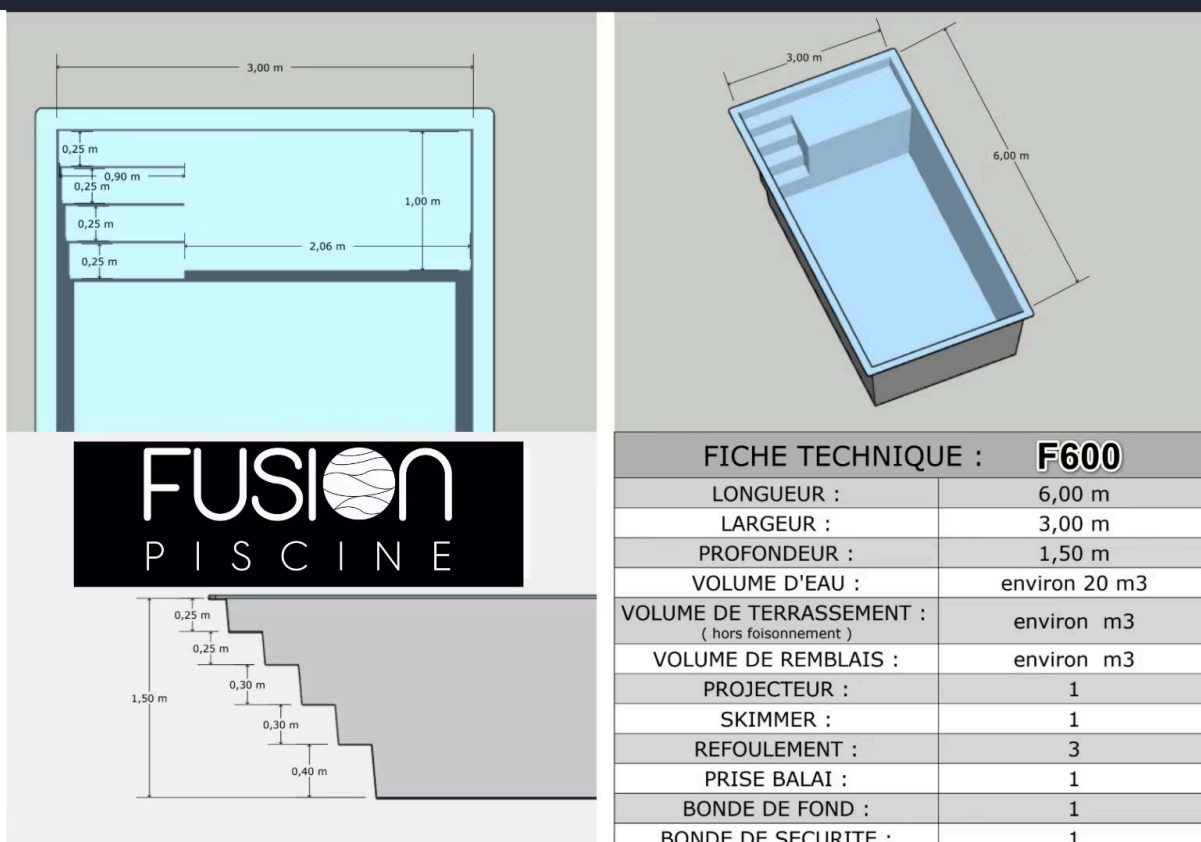 3,00 m
0,25 m
0,90 m
0,25 m
1,00 m
0,25 m
2,06 m
0,25 m
3,00 m
6,00 m
FUSION
PISCINE
0,25 m
0,25 m
0,30 m
1,50 m
0,30 m
0,40 m
FICHE TECHNIQUE : F600
LONGUEUR : 6,00 m
LARGEUR : 3,00 m
PROFONDEUR : 1,50 m
VOLUME D'EAU : environ 20 m3
VOLUME DE TERRASSEMENT : environ m3
( hors foisonnement )
VOLUME DE REMBLAIS : environ m3
PROJECTEUR : 1
SKIMMER : 1
REFOULEMENT : 3
PRISE BALAI : 1
BONDE DE FOND : 1
BONDE DE SECURITE : 1